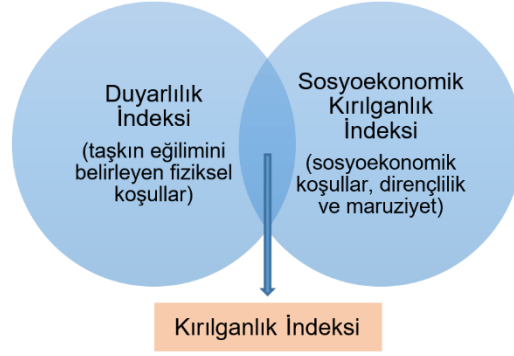 Duyarlılık
İndeksi
(taşkın eğilimini
belirleyen fiziksel
koşullar)
Sosyoekonomik
Kırılganlık
İndeksi
(sosyoekonomik
koşullar, dirençlilik
ve maruziyet)
Kırılganlık İndeksi